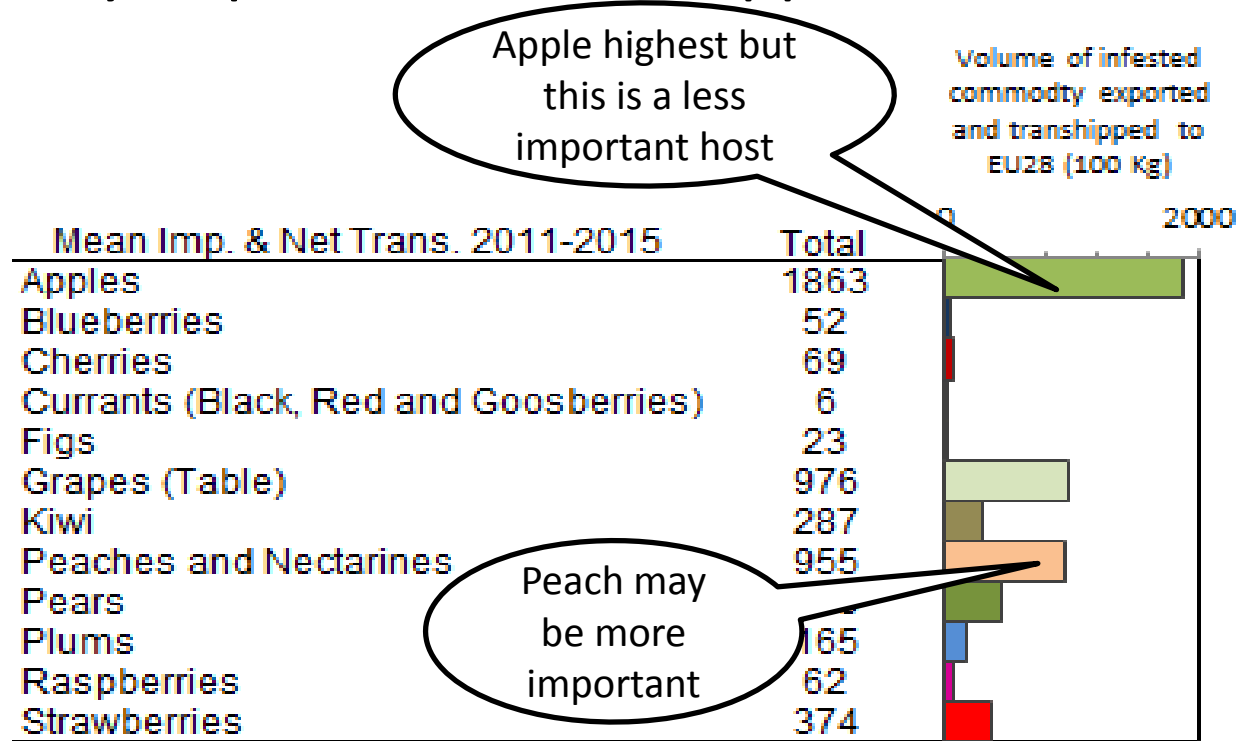 Apple highest but
this is a less
important host
Volume of infested
commodty exported
and transhipped to
EU28 (100 Kg)
0 2000
Mean Imp. & Net Trans. 2011-2015 Total
Apples 1863
Blueberries 52
Cherries 69
Currants (Black, Red and Goosberries) 6
Figs 23
Grapes (Table) 976
Kiwi 287
Peaches and Nectarines 955
Peach may
be more
important
Pears
Plums 165
Raspberries 62
Strawberries 374